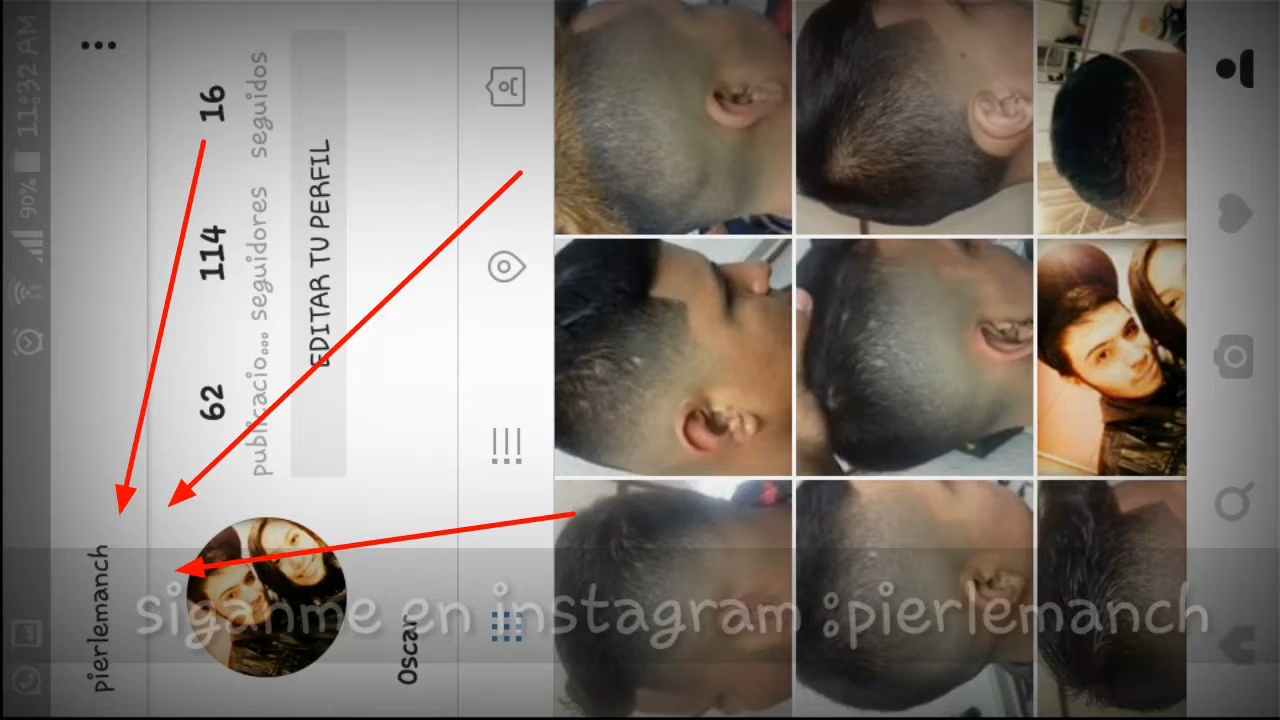 90% 11:32 AM
pierlemanch
62 114 16
publicacio... seguidores seguidos
EDITAR TU PERFIL
Oscar
siganme en instagram :pierlemanch